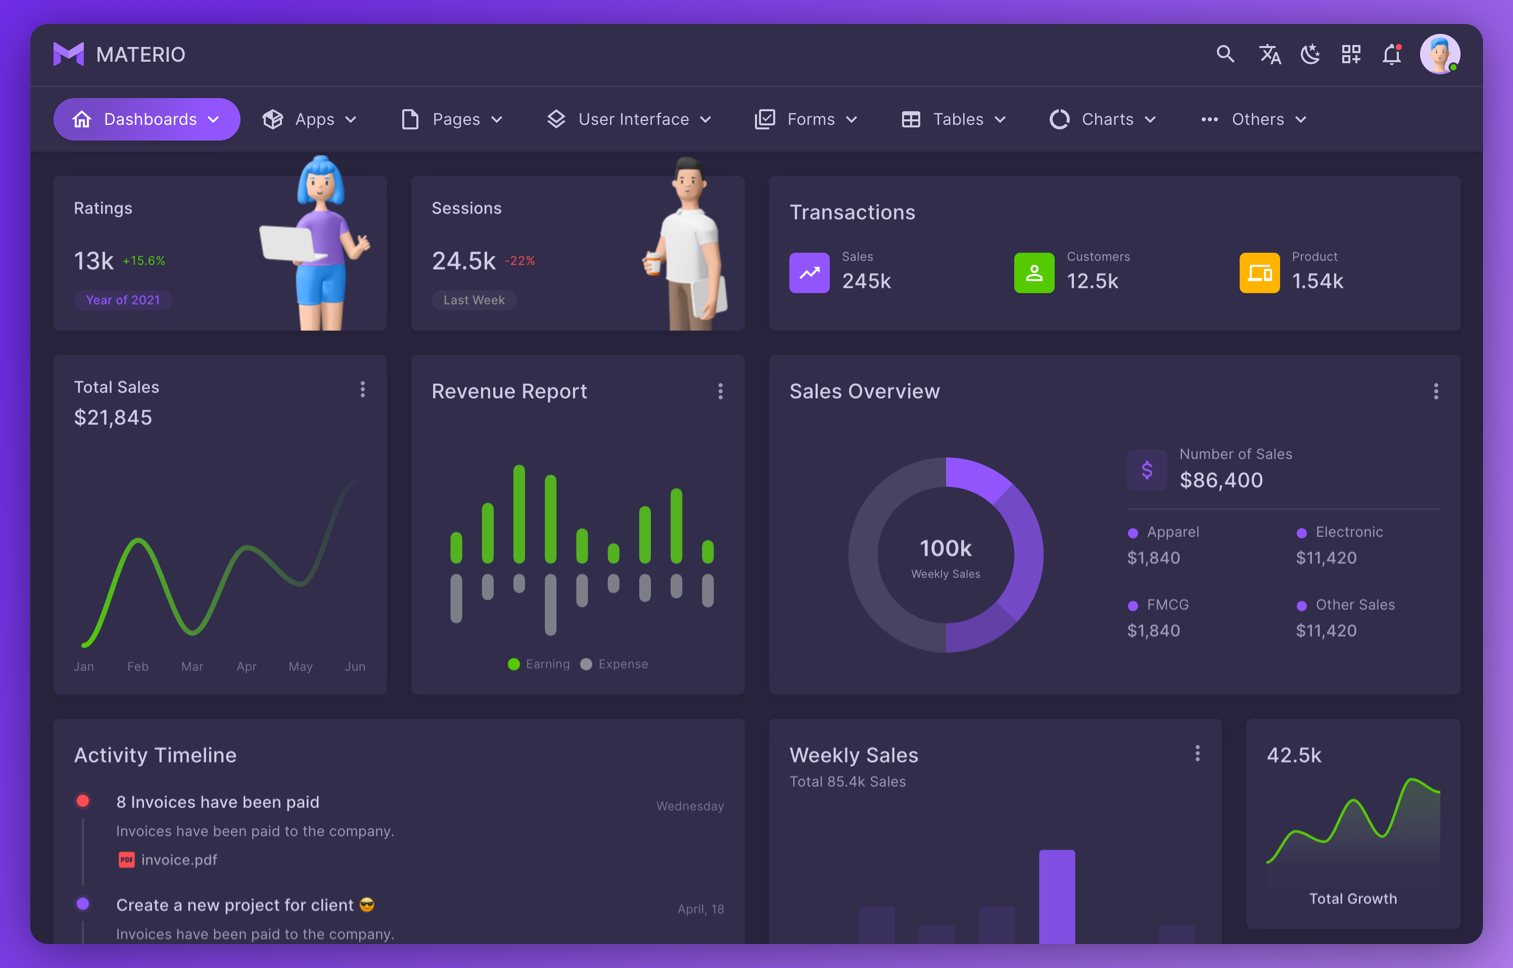 MATERIO
Dashboards
Apps
Pages
User Interface
Forms
Tables
Charts
Others
Ratings
13k +15.6%
Year of 2021
Sessions
24.5k -22%
Last Week
Transactions
Sales
245k
Customers
12.5k
Product
1.54k
Total Sales
$21,845
Jan Feb Mar Apr May Jun
Revenue Report
Earning Expense
Sales Overview
100k
Weekly Sales
$
Number of Sales
$86,400
Apparel
$1,840
Electronic
$11,420
FMCG
$1,840
Other Sales
$11,420
Activity Timeline
8 Invoices have been paid
Wednesday
Invoices have been paid to the company.
PDF invoice.pdf
Create a new project for client 😎
April, 18
Invoices have been paid to the company.
Weekly Sales
Total 85.4k Sales
42.5k
Total Growth